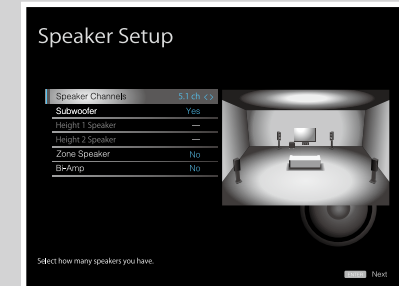 Speaker Setup
Speaker Channels 5.1 ch < >
Subwoofer Yes
Height 1 Speaker ---
Height 2 Speaker ---
Zone Speaker No
Bi-Amp No
Select how many speakers you have.
ENTER Next